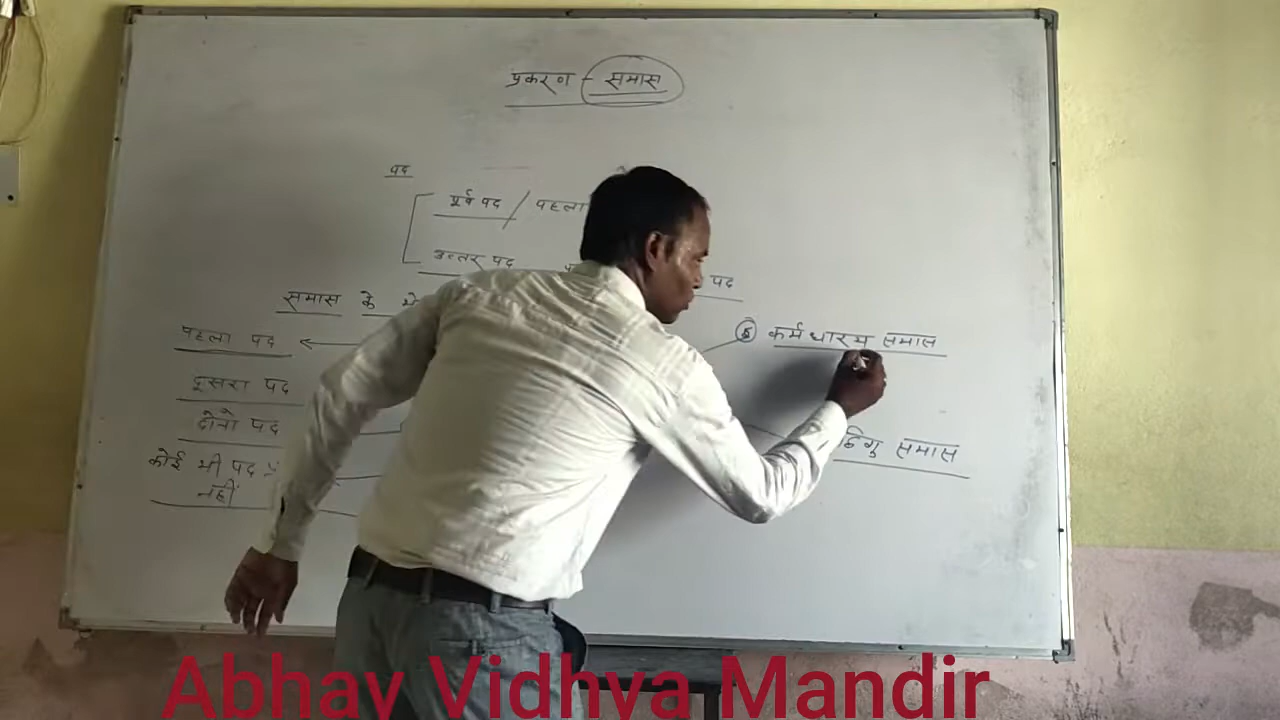 प्रकरण - समास
पद
पूर्व पद / पहला
उत्तर पद
पद
समास के
पहला पद
दूसरा पद
दोनो पद
कोई भी पद
नहीं
5 कर्मधारय समास
द्विगु समास
Abhay Vidhya Mandir